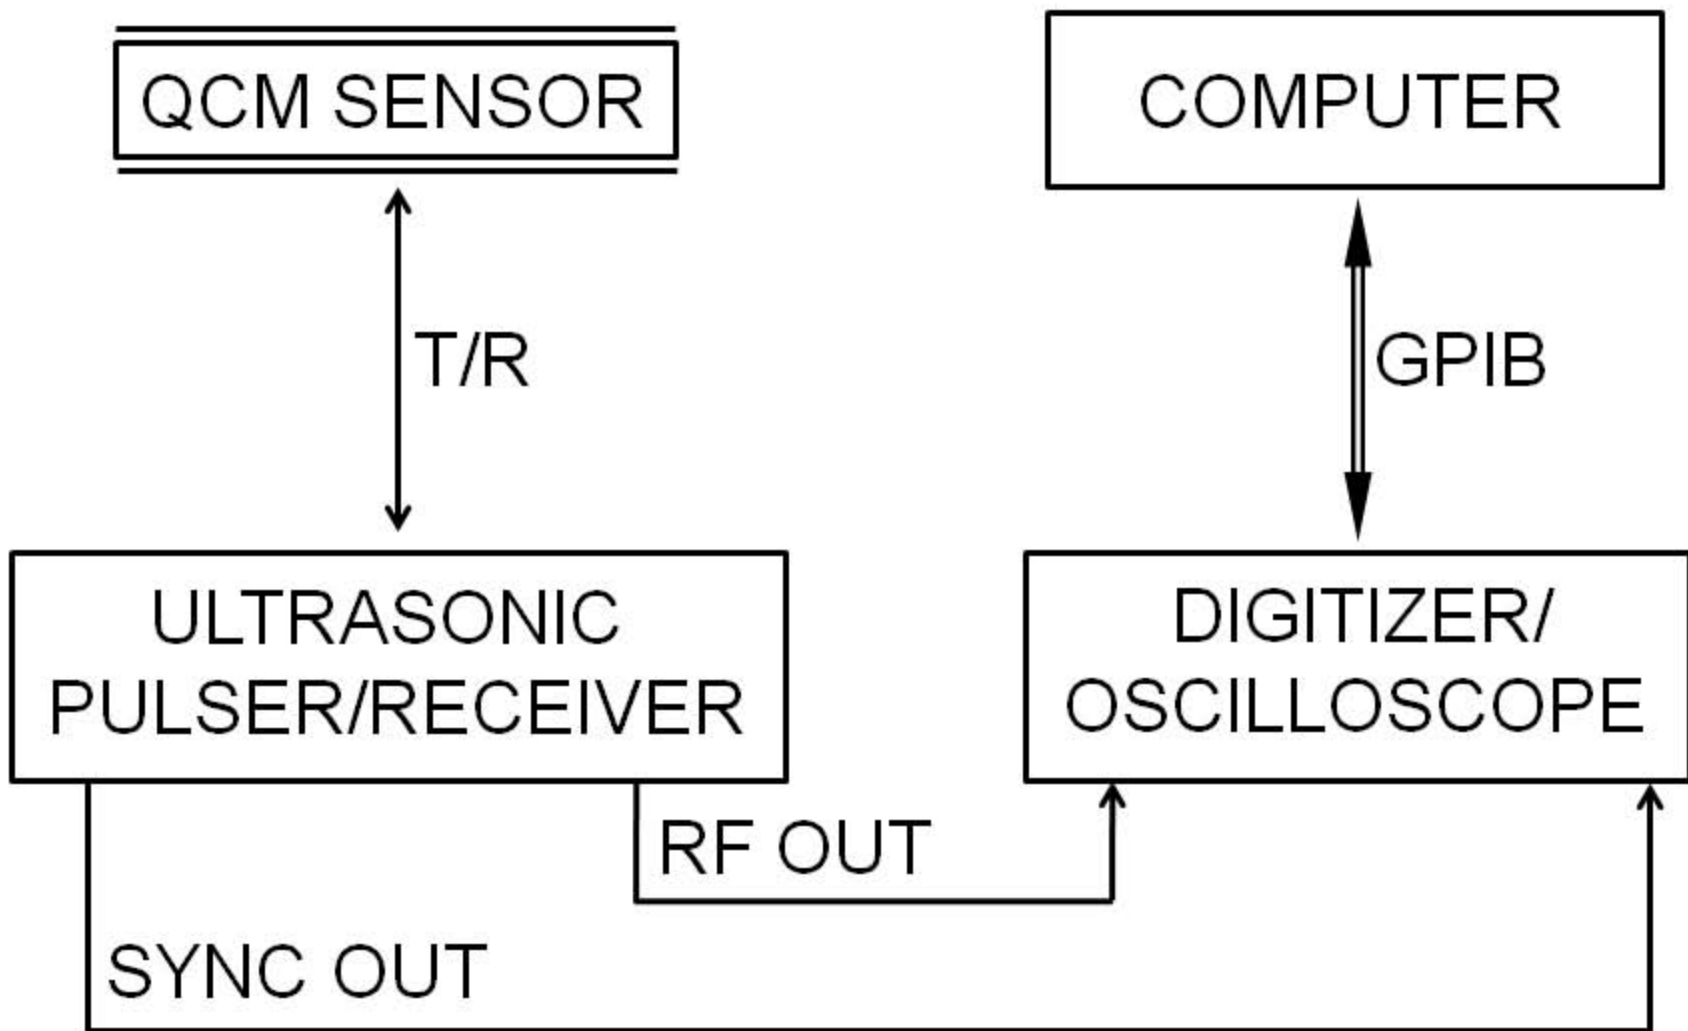 QCM SENSOR
COMPUTER
T/R
GPIB
ULTRASONIC
PULSER/RECEIVER
DIGITIZER/
OSCILLOSCOPE
RF OUT
SYNC OUT